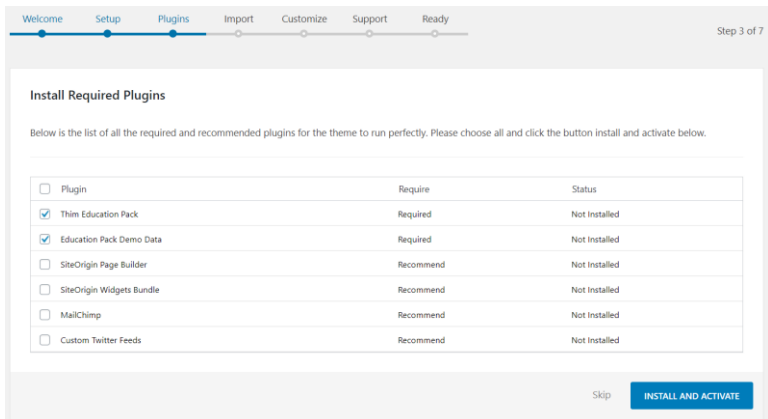 Welcome Setup Plugins Import Customize Support Ready
Step 3 of 7
Install Required Plugins
Below is the list of all the required and recommended plugins for the theme to run perfectly. Please choose all and click the button install and activate below.
Plugin Require Status
Thim Education Pack Required Not Installed
Education Pack Demo Data Required Not Installed
SiteOrigin Page Builder Recommend Not Installed
SiteOrigin Widgets Bundle Recommend Not Installed
MailChimp Recommend Not Installed
Custom Twitter Feeds Recommend Not Installed
Skip INSTALL AND ACTIVATE